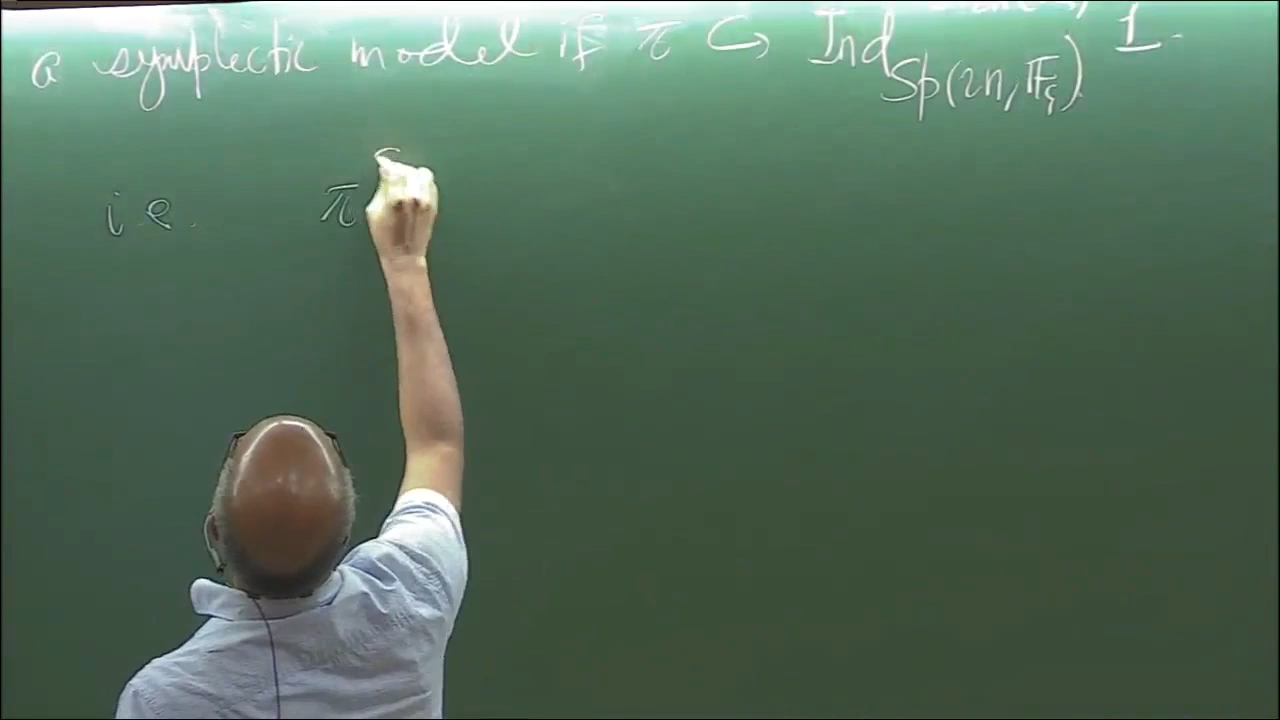 a symplectic model if π ↪ Ind_{Sp(2n, 𝔽_q)} 1.
i.e. π